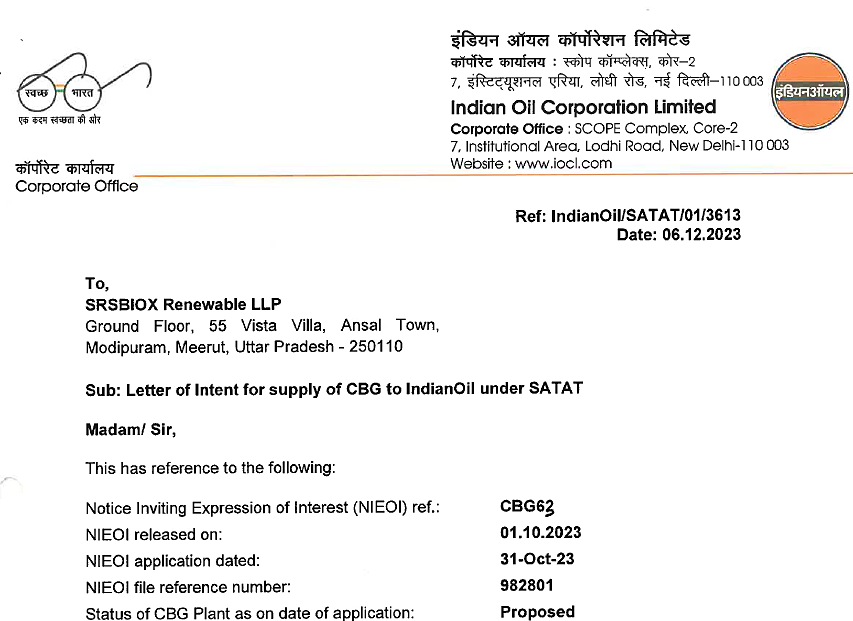 स्वच्छ भारत
एक कदम स्वच्छता की ओर
कॉर्पोरेट कार्यालय
Corporate Office
इंडियन ऑयल कॉर्पोरेशन लिमिटेड
कॉर्पोरेट कार्यालय : स्कोप कॉम्प्लेक्स, कोर-2
7, इंस्टिट्यूशनल एरिया, लोधी रोड, नई दिल्ली-110 003
Indian Oil Corporation Limited
Corporate Office : SCOPE Complex, Core-2
7, Institutional Area, Lodhi Road, New Delhi-110 003
Website : www.iocl.com
इंडियनऑयल
Ref: IndianOil/SATAT/01/3613
Date: 06.12.2023
To,
SRSBIOX Renewable LLP
Ground Floor, 55 Vista Villa, Ansal Town,
Modipuram, Meerut, Uttar Pradesh - 250110
Sub: Letter of Intent for supply of CBG to IndianOil under SATAT
Madam/ Sir,
This has reference to the following:
Notice Inviting Expression of Interest (NIEOI) ref.: CBG63
NIEOI released on: 01.10.2023
NIEOI application dated: 31-Oct-23
NIEOI file reference number: 982801
Status of CBG Plant as on date of application: Proposed